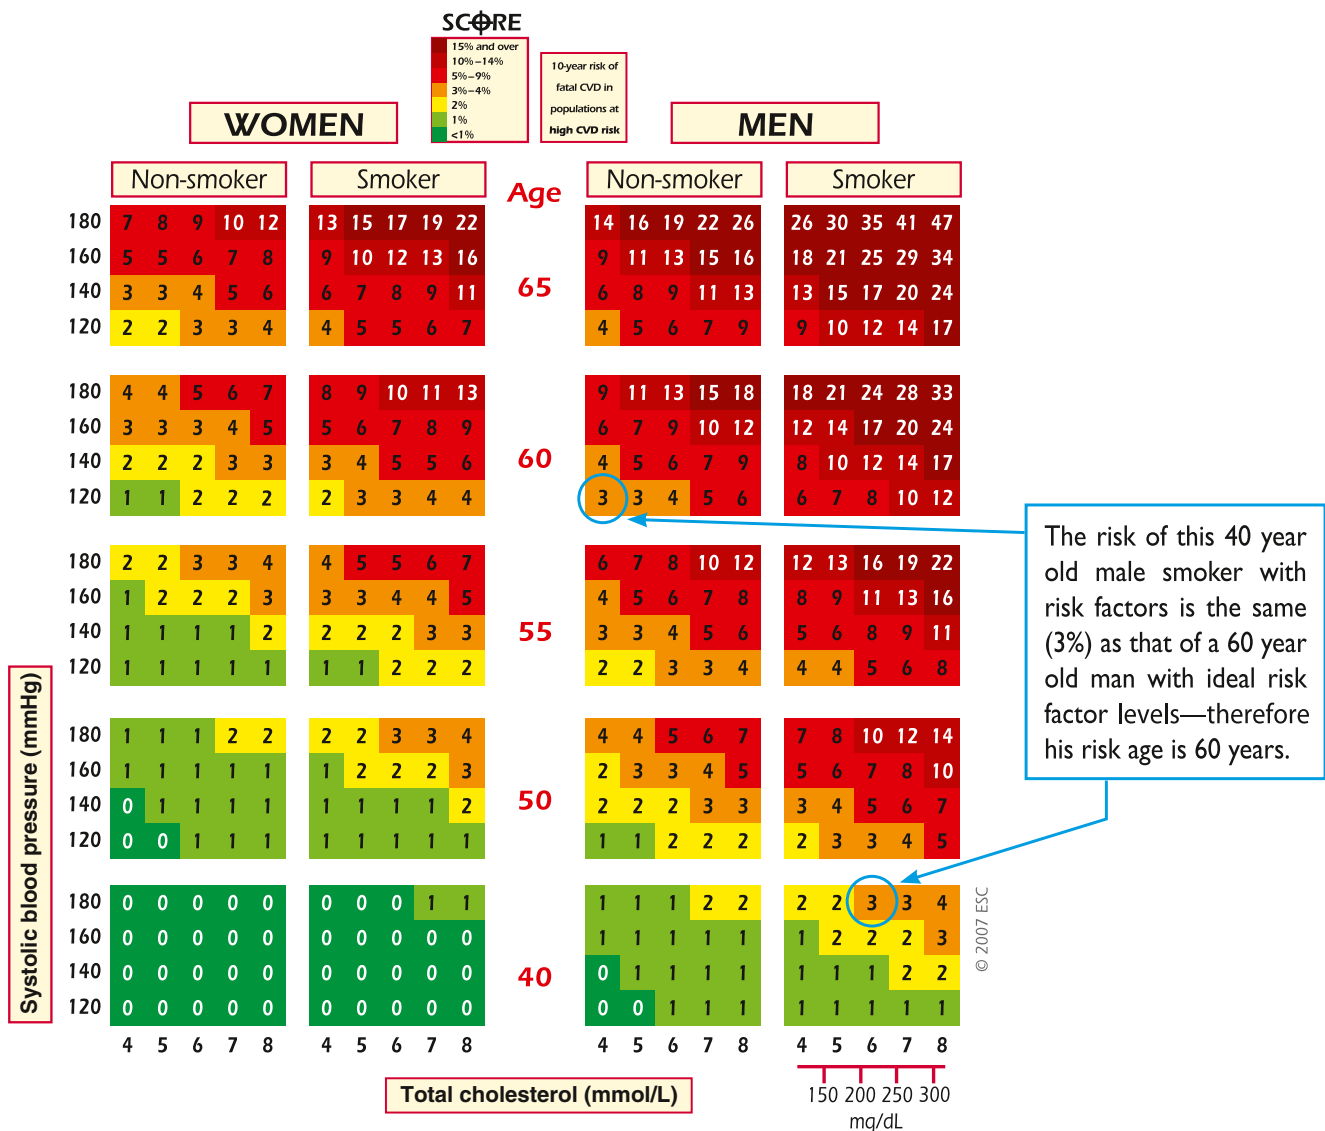 SCORE
15% and over
10%–14%
5%–9%
3%–4%
2%
1%
<1%
10-year risk of
fatal CVD in
populations at
high CVD risk
WOMEN
MEN
Non-smoker Smoker Age Non-smoker Smoker
180 7 8 9 10 12 13 15 17 19 22 14 16 19 22 26 26 30 35 41 47
160 5 5 6 7 8 9 10 12 13 16 9 11 13 15 16 18 21 25 29 34
65
140 3 3 4 5 6 6 7 8 9 11 6 8 9 11 13 13 15 17 20 24
120 2 2 3 3 4 4 5 5 6 7 4 5 6 7 9 9 10 12 14 17
180 4 4 5 6 7 8 9 10 11 13 9 11 13 15 18 18 21 24 28 33
160 3 3 3 4 5 5 6 7 8 9 6 7 9 10 12 12 14 17 20 24
60
140 2 2 2 3 3 3 4 5 5 6 4 5 6 7 9 8 10 12 14 17
120 1 1 2 2 2 2 3 3 4 4 3 3 4 5 6 6 7 8 10 12
180 2 2 3 3 4 4 5 5 6 7 6 7 8 10 12 12 13 16 19 22
160 1 2 2 2 3 3 3 4 4 5 4 5 6 7 8 8 9 11 13 16
55
140 1 1 1 1 2 2 2 2 3 3 3 3 4 5 6 5 6 8 9 11
120 1 1 1 1 1 1 1 2 2 2 2 2 3 3 4 4 4 5 6 8
180 1 1 1 2 2 2 2 3 3 4 4 4 5 6 7 7 8 10 12 14
160 1 1 1 1 1 1 2 2 2 3 2 3 3 4 5 5 6 7 8 10
50
140 0 1 1 1 1 1 1 1 1 2 2 2 2 3 3 3 4 5 6 7
120 0 0 1 1 1 1 1 1 1 1 1 1 2 2 2 2 3 3 4 5
180 0 0 0 0 0 0 0 0 1 1 1 1 1 2 2 2 2 3 3 4
160 0 0 0 0 0 0 0 0 0 0 1 1 1 1 1 1 2 2 2 3
40
140 0 0 0 0 0 0 0 0 0 0 0 1 1 1 1 1 1 1 2 2
120 0 0 0 0 0 0 0 0 0 0 0 0 1 1 1 1 1 1 1 1
4 5 6 7 8 4 5 6 7 8 4 5 6 7 8 4 5 6 7 8
Systolic blood pressure (mmHg)
Total cholesterol (mmol/L)
150 200 250 300
mg/dL
© 2007 ESC
The risk of this 40 year
old male smoker with
risk factors is the same
(3%) as that of a 60 year
old man with ideal risk
factor levels—therefore
his risk age is 60 years.